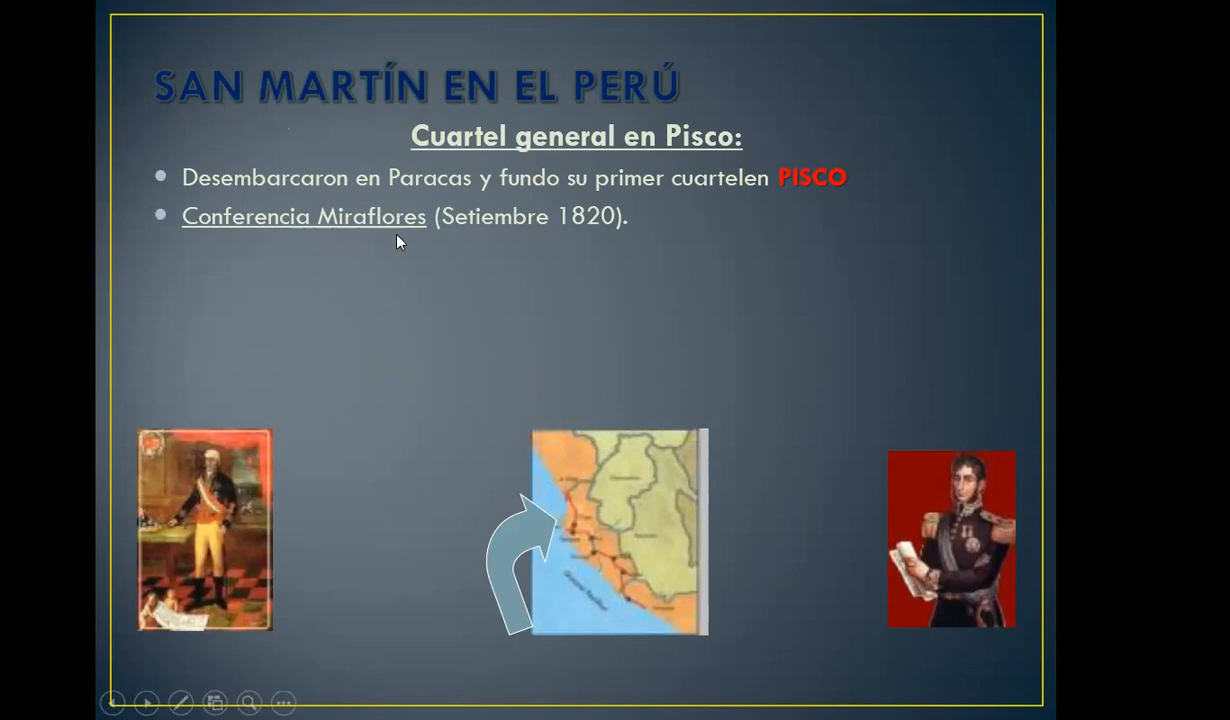 SAN MARTÍN EN EL PERÚ
Cuartel general en Pisco:
Desembarcaron en Paracas y fundo su primer cuartelen PISCO
Conferencia Miraflores (Setiembre 1820).